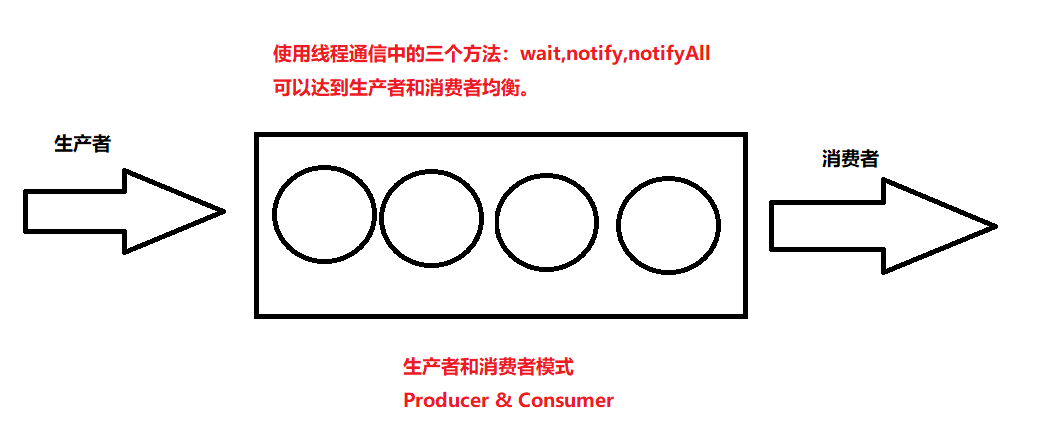 使用线程通信中的三个方法：wait,notify,notifyAll
可以达到生产者和消费者均衡。
生产者
消费者
生产者和消费者模式
Producer & Consumer